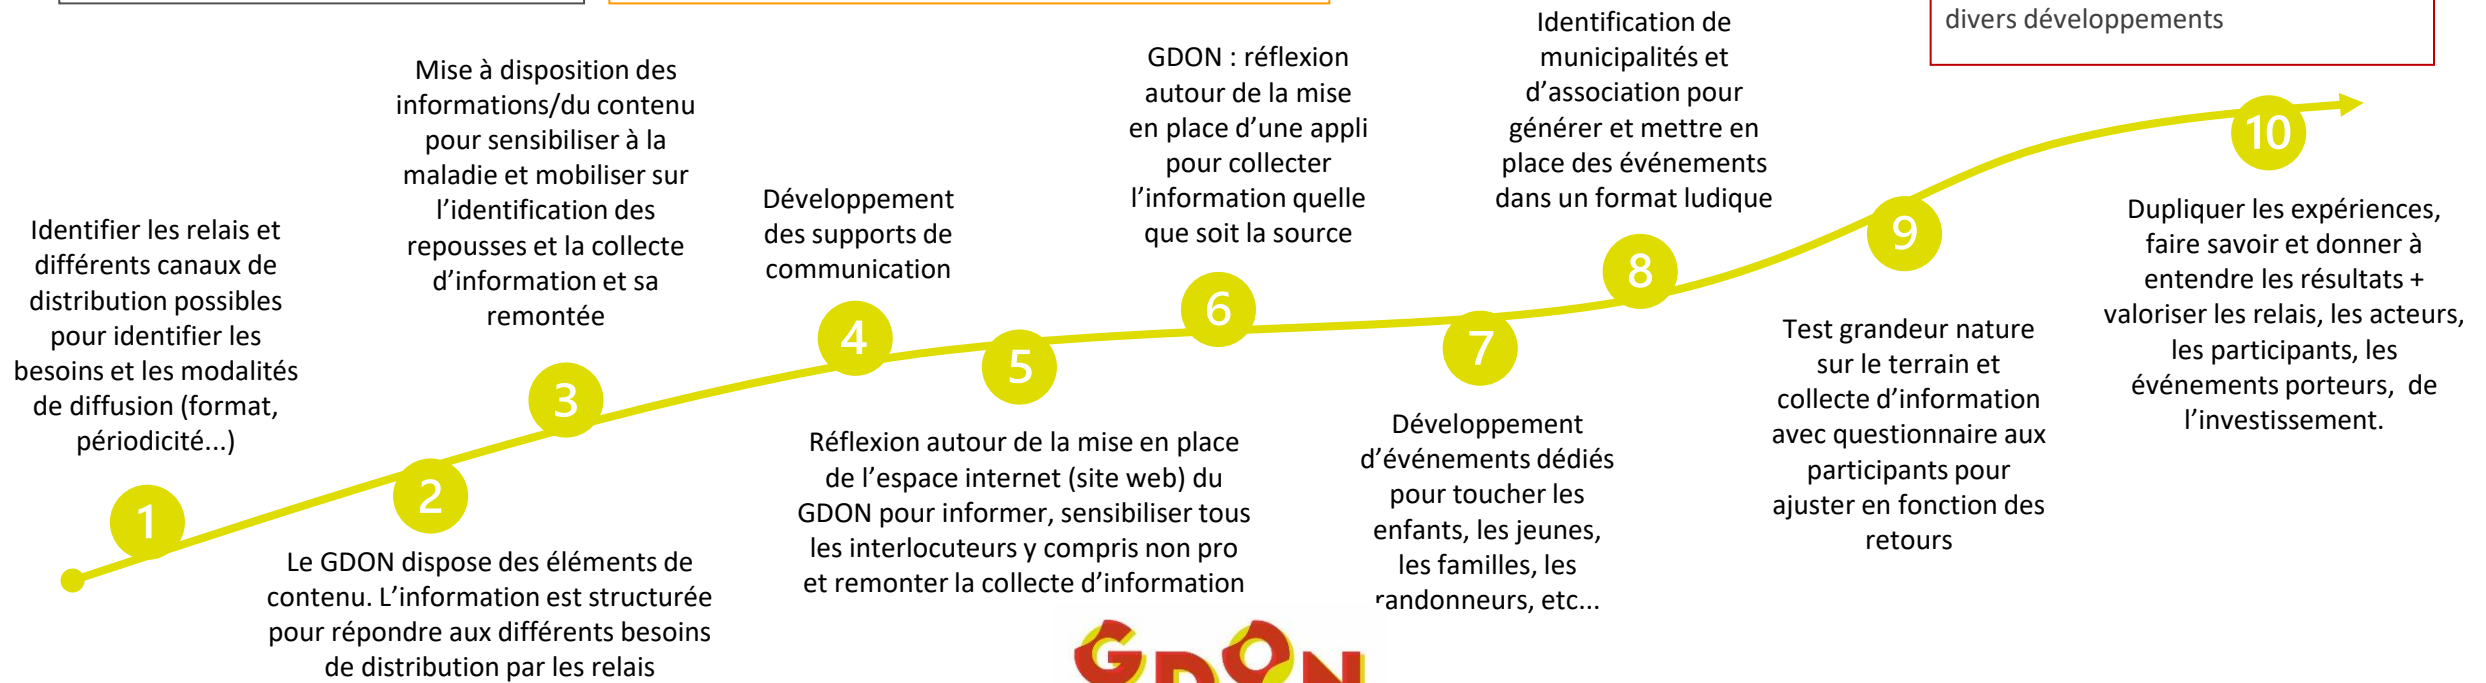 divers développements
1
Identifier les relais et
différents canaux de
distribution possibles
pour identifier les
besoins et les modalités
de diffusion (format,
périodicité...)
2
Le GDON dispose des éléments de
contenu. L’information est structurée
pour répondre aux différents besoins
de distribution par les relais
3
Mise à disposition des
informations/du contenu
pour sensibiliser à la
maladie et mobiliser sur
l’identification des
repousses et la collecte
d’information et sa
remontée
4
Développement
des supports de
communication
5
Réflexion autour de la mise en place
de l’espace internet (site web) du
GDON pour informer, sensibiliser tous
les interlocuteurs y compris non pro
et remonter la collecte d’information
6
GDON : réflexion
autour de la mise
en place d’une appli
pour collecter
l’information quelle
que soit la source
7
Développement
d’événements dédiés
pour toucher les
enfants, les jeunes,
les familles, les
randonneurs, etc...
8
Identification de
municipalités et
d’association pour
générer et mettre en
place des événements
dans un format ludique
9
Test grandeur nature
sur le terrain et
collecte d’information
avec questionnaire aux
participants pour
ajuster en fonction des
retours
10
Dupliquer les expériences,
faire savoir et donner à
entendre les résultats +
valoriser les relais, les acteurs,
les participants, les
événements porteurs, de
l’investissement.
GDON